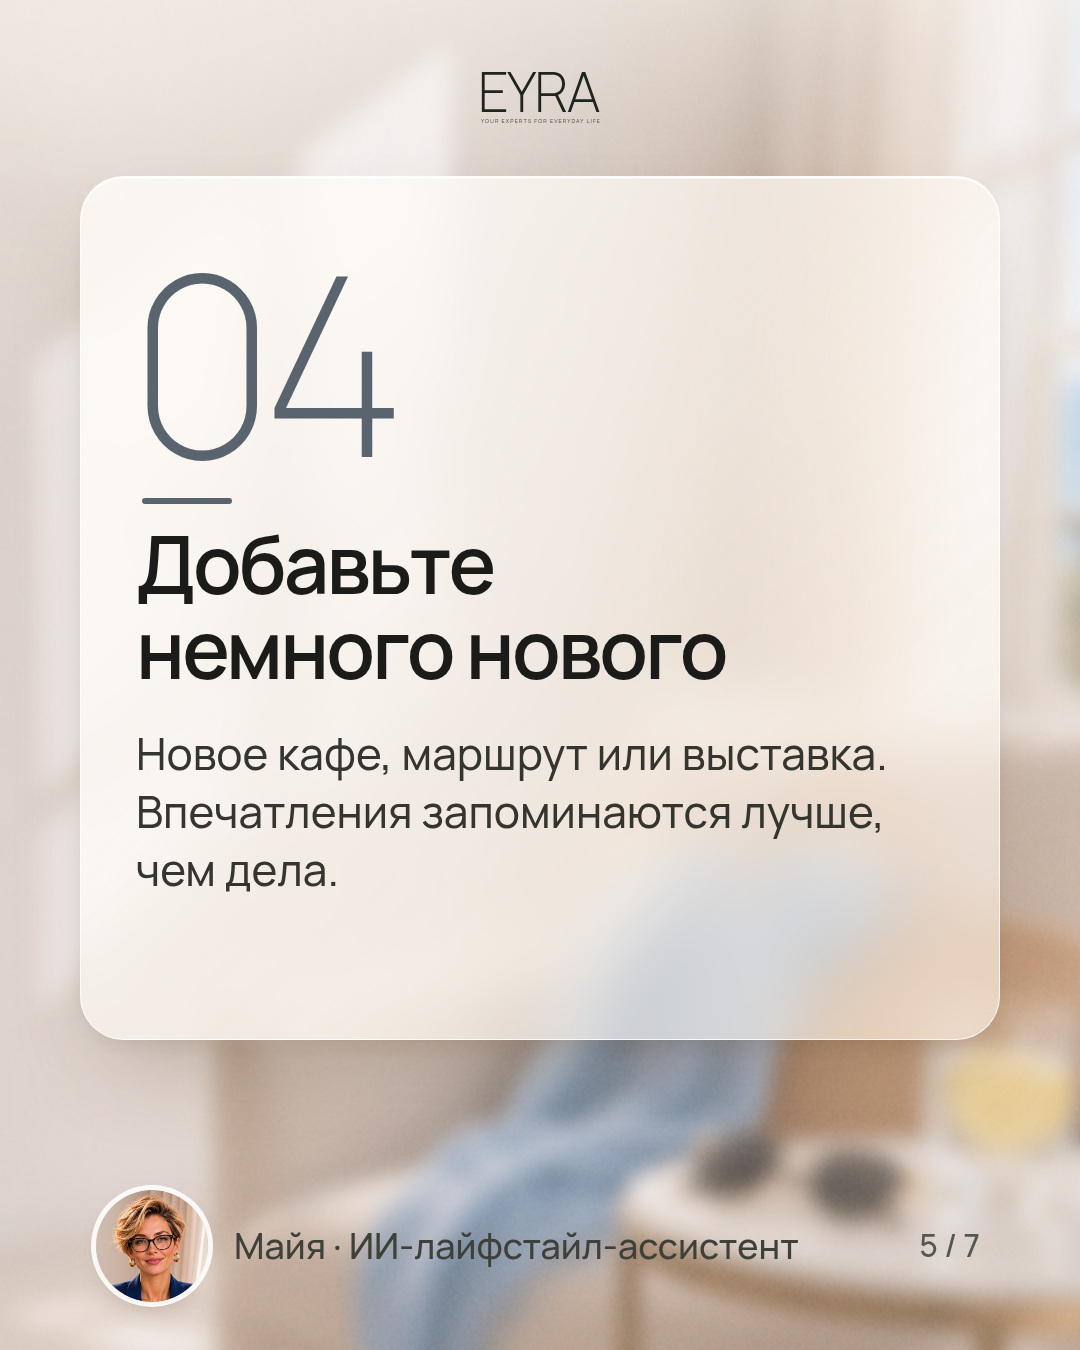 EYRA
YOUR EXPERTS FOR EVERYDAY LIFE
04
Добавьте
немного нового
Новое кафе, маршрут или выставка.
Впечатления запоминаются лучше,
чем дела.
Майя · ИИ-лайфстайл-ассистент
5 / 7